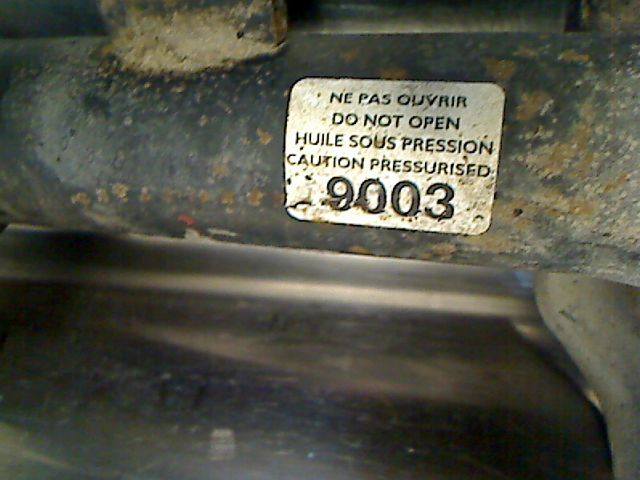 NE PAS OUVRIR
DO NOT OPEN
HUILE SOUS PRESSION
CAUTION PRESSURISED
9003